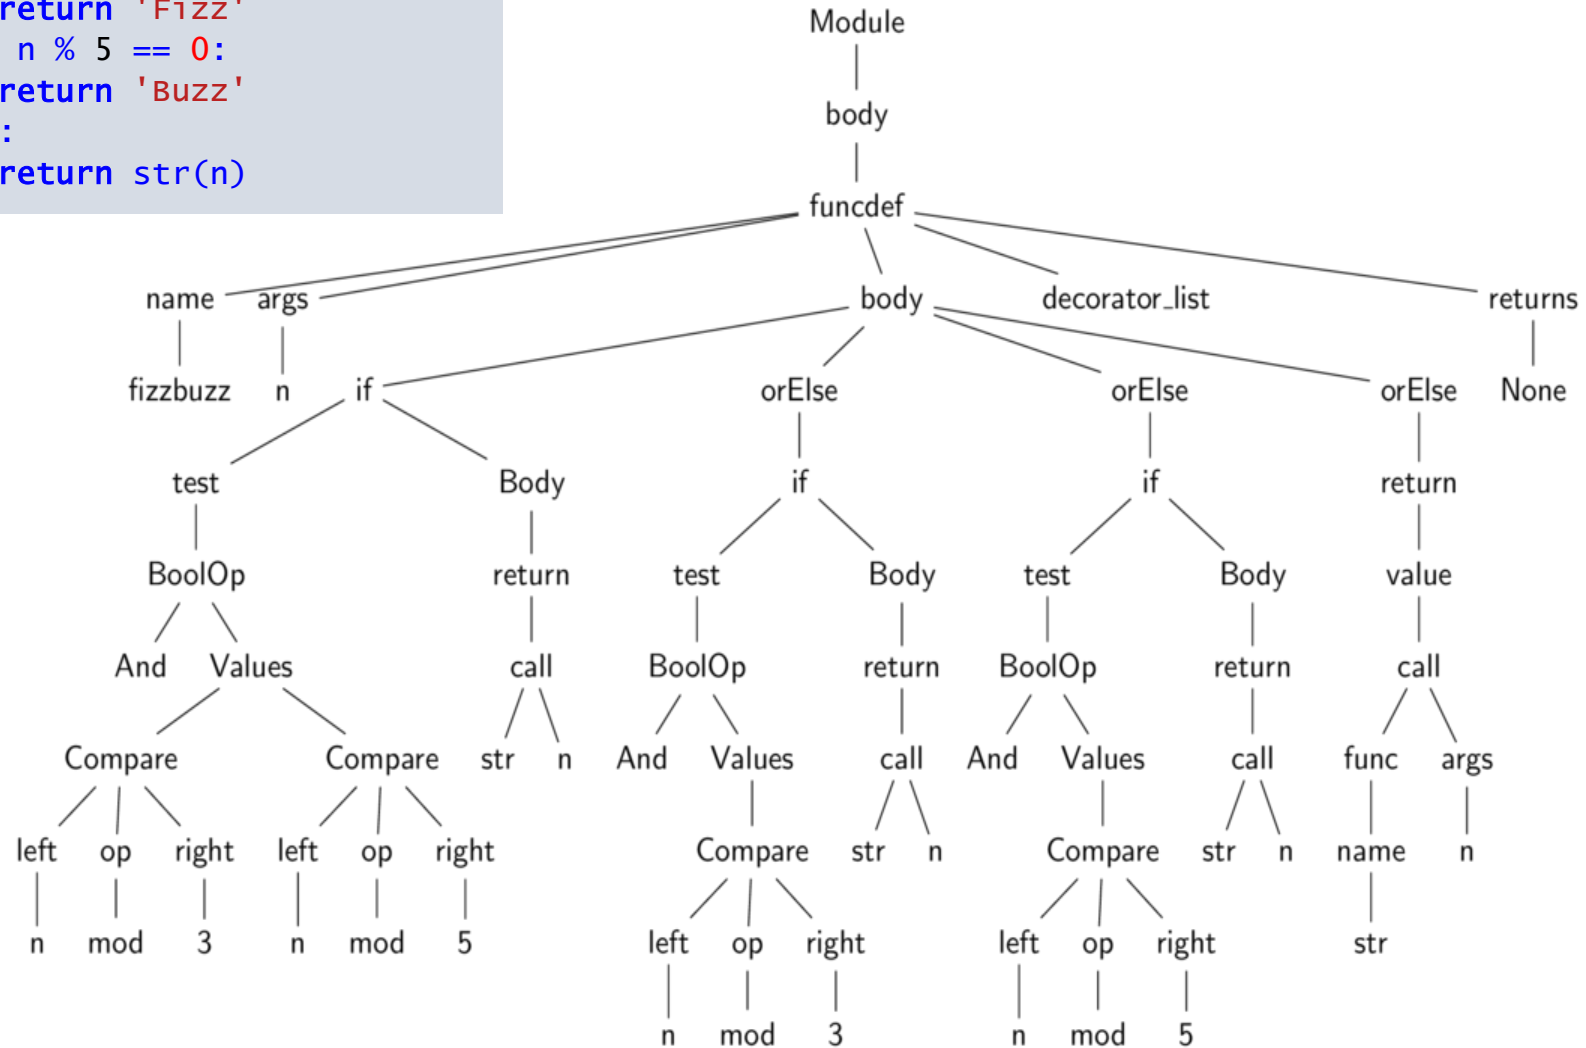 return 'Fizz'
n % 5 == 0:
return 'Buzz'
:
return str(n)
Module
body
funcdef
name args body decorator_list returns
fizzbuzz n if orElse orElse orElse None
test Body if if return
BoolOp return test Body test Body value
And Values call BoolOp return BoolOp return call
Compare Compare str n And Values call And Values call func args
left op right left op right Compare str n Compare str n name n
n mod 3 n mod 5 left op right left op right str
n mod 3 n mod 5